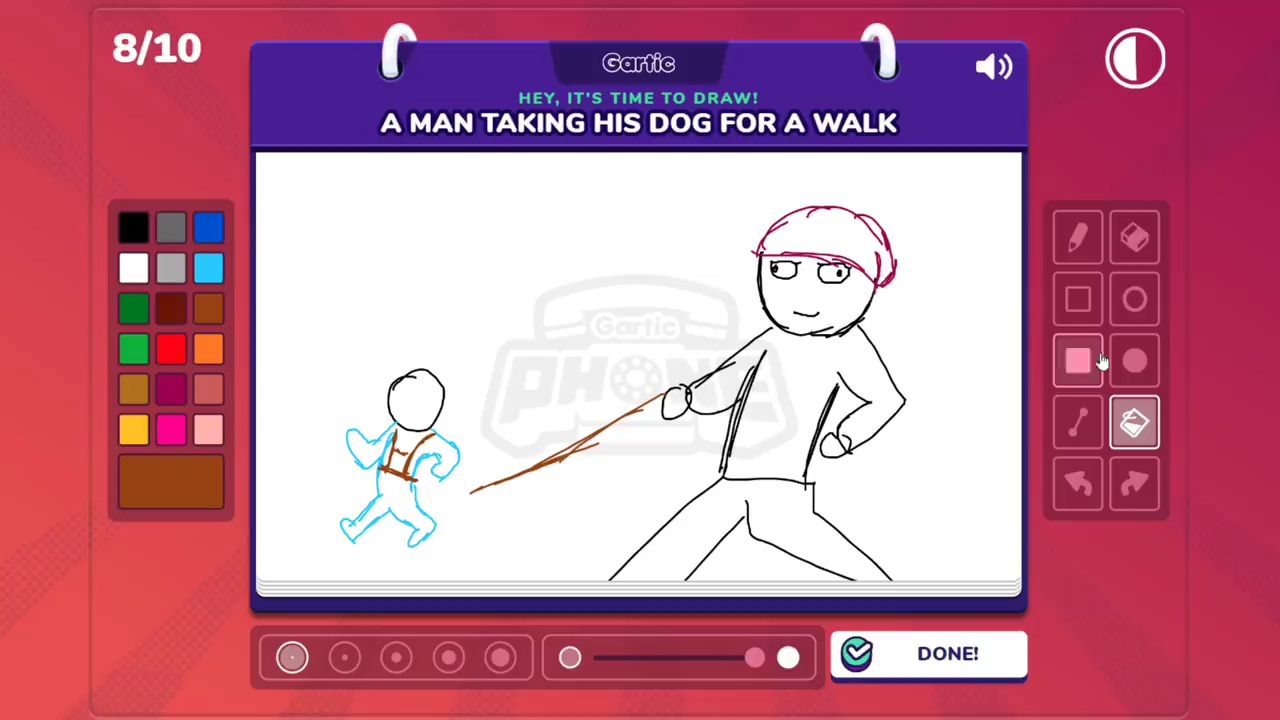 8/10
Gartic
HEY, IT'S TIME TO DRAW!
A MAN TAKING HIS DOG FOR A WALK
Gartic
PHONE
DONE!